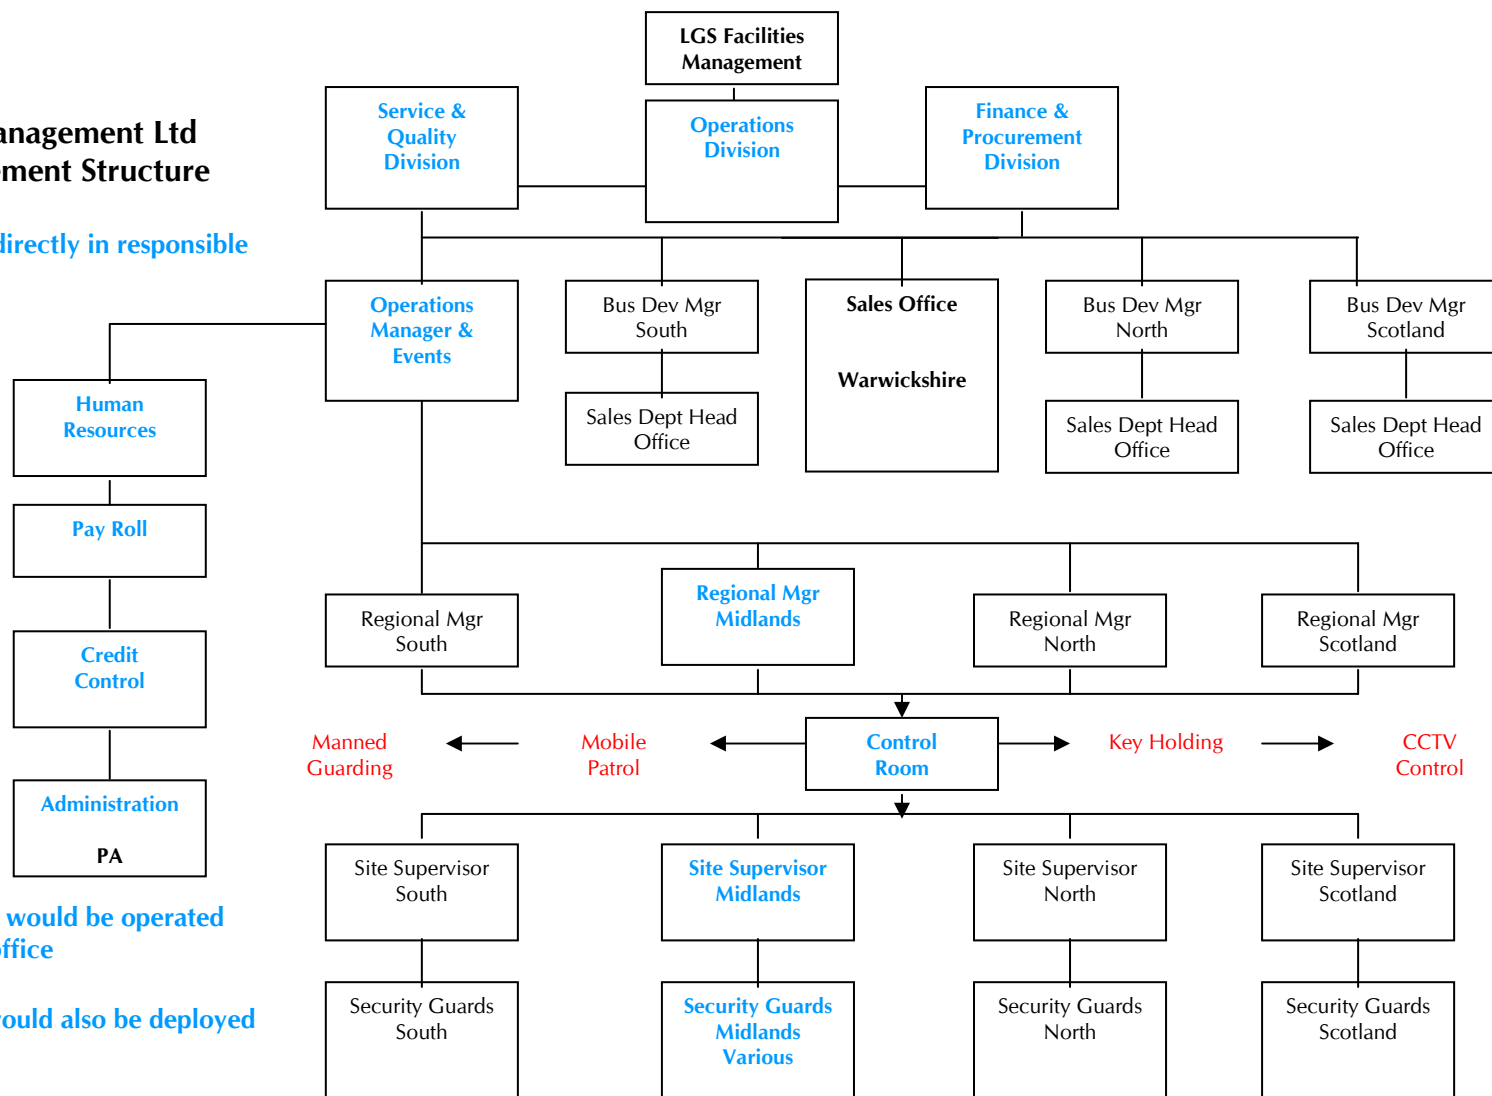 LGS Facilities
Management
Service &
Quality
Division
Operations
Division
Finance &
Procurement
Division
Management Ltd
ement Structure
directly in responsible
Operations
Manager &
Events
Bus Dev Mgr
South
Sales Office
Warwickshire
Bus Dev Mgr
North
Bus Dev Mgr
Scotland
Human
Resources
Sales Dept Head
Office
Sales Dept Head
Office
Sales Dept Head
Office
Pay Roll
Regional Mgr
South
Regional Mgr
Midlands
Regional Mgr
North
Regional Mgr
Scotland
Credit
Control
Manned
Guarding
Mobile
Patrol
Control
Room
Key Holding
CCTV
Control
Administration
PA
Site Supervisor
South
Site Supervisor
Midlands
Site Supervisor
North
Site Supervisor
Scotland
would be operated
office
would also be deployed
Security Guards
South
Security Guards
Midlands
Various
Security Guards
North
Security Guards
Scotland